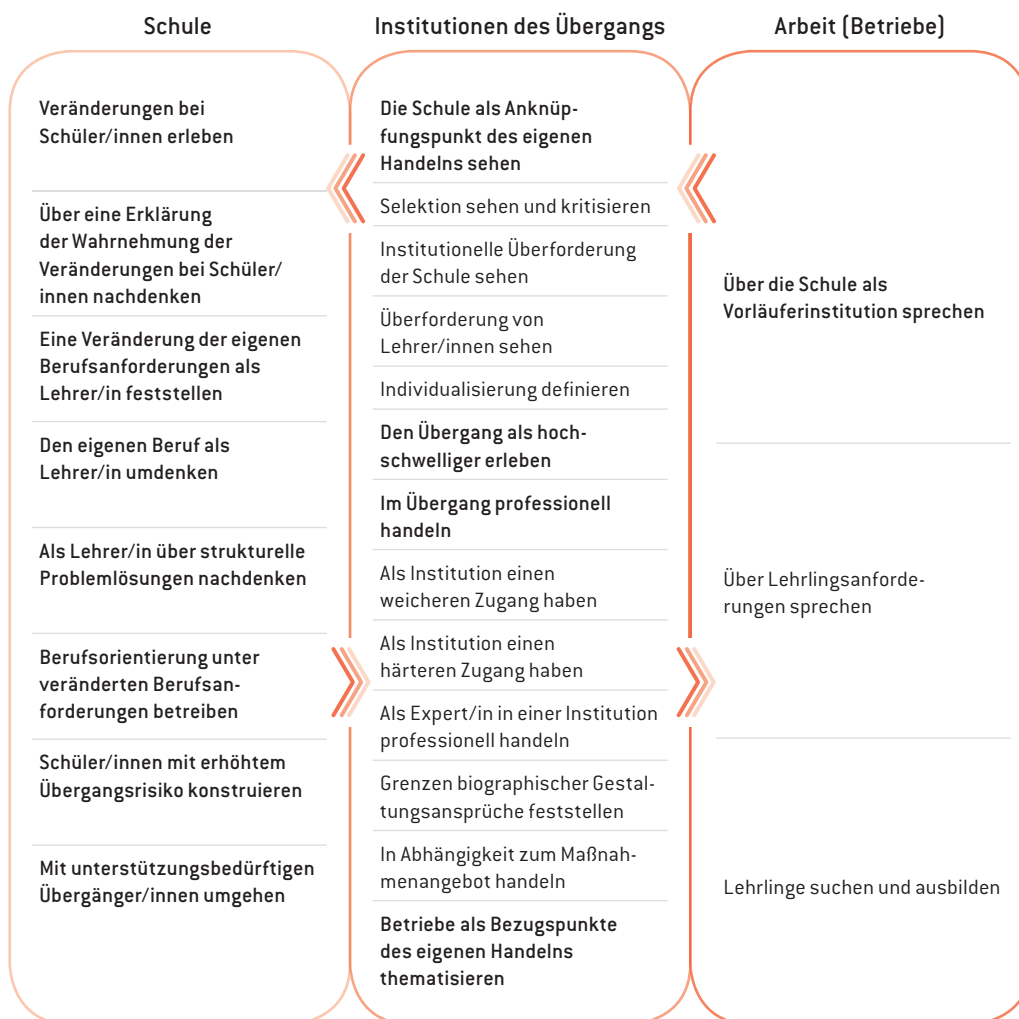 Schule
Veränderungen bei
Schüler/innen erleben
Über eine Erklärung
der Wahrnehmung der
Veränderungen bei Schüler/
innen nachdenken
Eine Veränderung der eigenen
Berufsanforderungen als
Lehrer/in feststellen
Den eigenen Beruf als
Lehrer/in umdenken
Als Lehrer/in über strukturelle
Problemlösungen nachdenken
Berufsorientierung unter
veränderten Berufsan-
forderungen betreiben
Schüler/innen mit erhöhtem
Übergangsrisiko konstruieren
Mit unterstützungsbedürftigen
Übergänger/innen umgehen
Institutionen des Übergangs
Die Schule als Anknüp-
fungspunkt des eigenen
Handelns sehen
Selektion sehen und kritisieren
Institutionelle Überforderung
der Schule sehen
Überforderung von
Lehrer/innen sehen
Individualisierung definieren
Den Übergang als hoch-
schwelliger erleben
Im Übergang professionell
handeln
Als Institution einen
weicheren Zugang haben
Als Institution einen
härteren Zugang haben
Als Expert/in in einer Institution
professionell handeln
Grenzen biographischer Gestal-
tungsansprüche feststellen
In Abhängigkeit zum Maßnah-
menangebot handeln
Betriebe als Bezugspunkte
des eigenen Handelns
thematisieren
Arbeit (Betriebe)
Über die Schule als
Vorläuferinstitution sprechen
Über Lehrlingsanforde-
rungen sprechen
Lehrlinge suchen und ausbilden